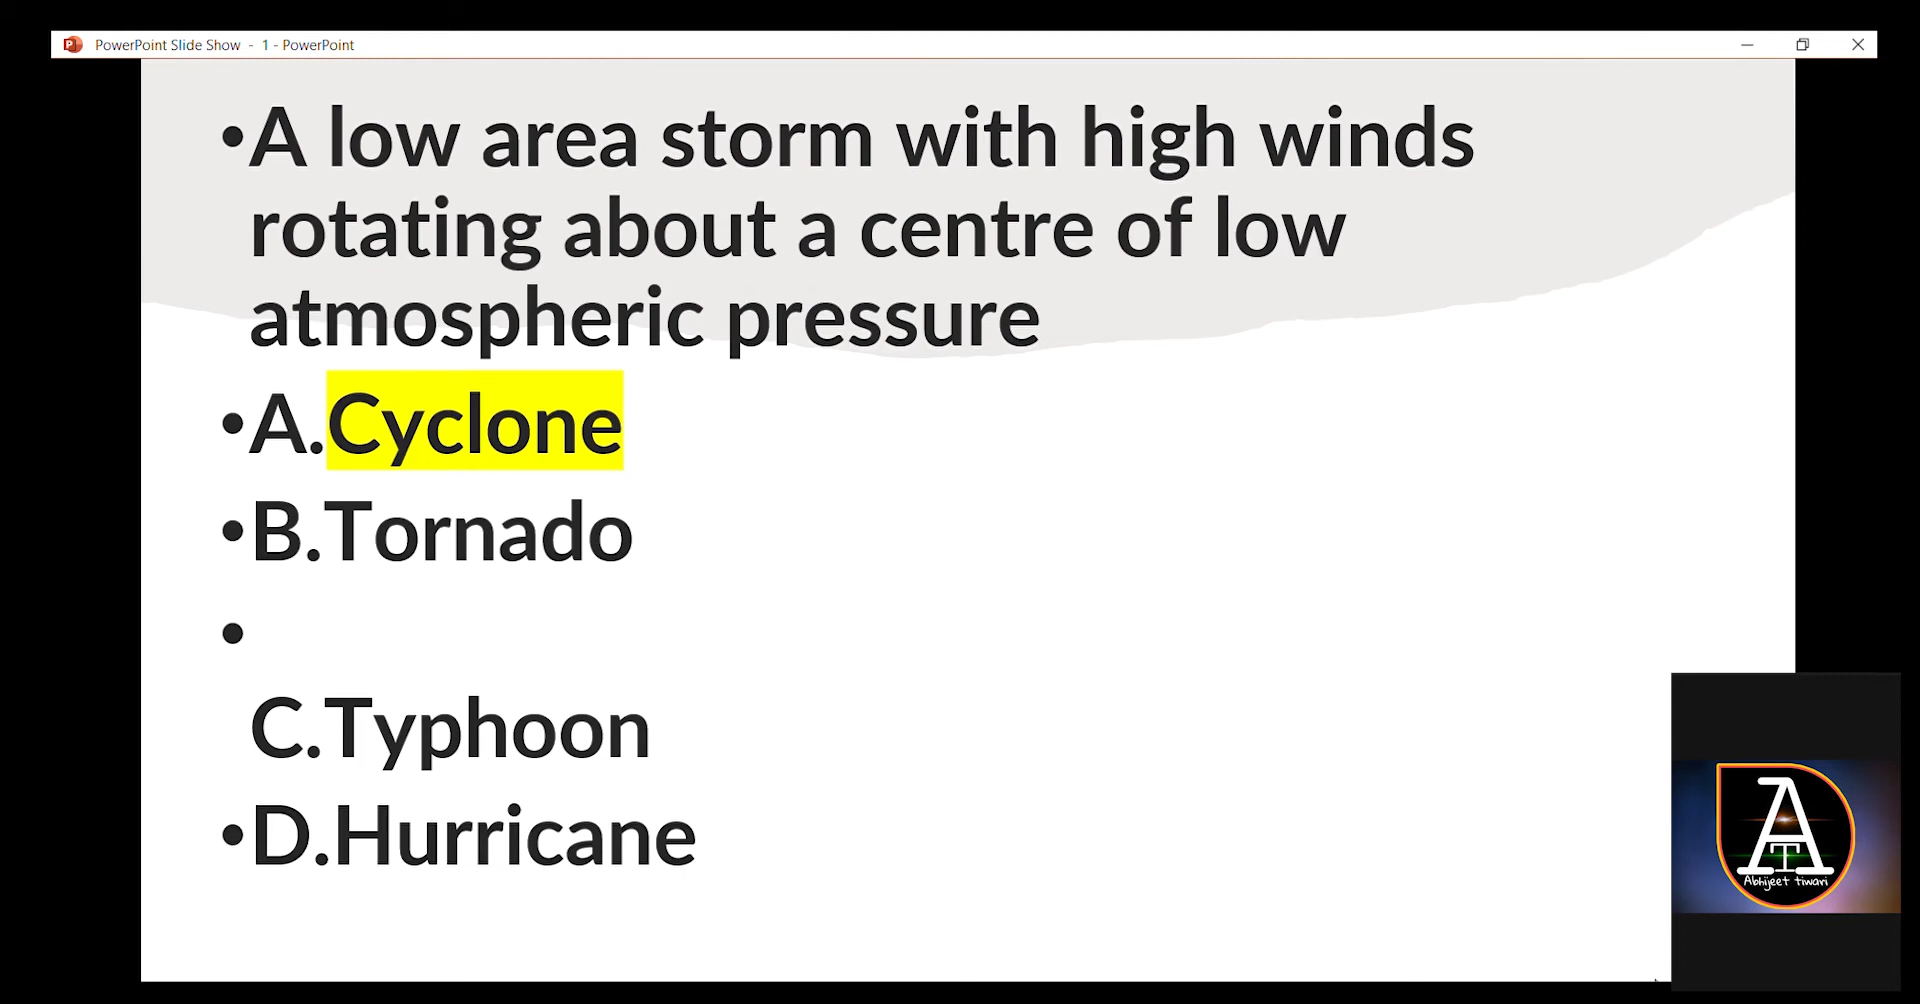 PowerPoint Slide Show - 1 - PowerPoint
•A low area storm with high winds
rotating about a centre of low
atmospheric pressure
•A.Cyclone
•B.Tornado
•
C.Typhoon
•D.Hurricane
A
T
Abhijeet tiwari